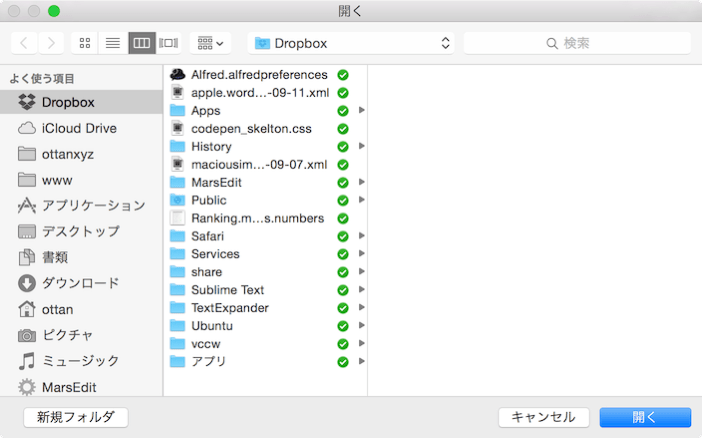 開く
Dropbox
検索
よく使う項目
Dropbox
iCloud Drive
ottanxyz
www
アプリケーション
デスクトップ
書類
ダウンロード
ottan
ピクチャ
ミュージック
MarsEdit
Alfred.alfredpreferences
apple.word...-09-11.xml
Apps
codepen_skelton.css
History
maciousim...-09-07.xml
MarsEdit
Public
Ranking.m...s.numbers
Safari
Services
share
Sublime Text
TextExpander
Ubuntu
vccw
アプリ
新規フォルダ
キャンセル
開く